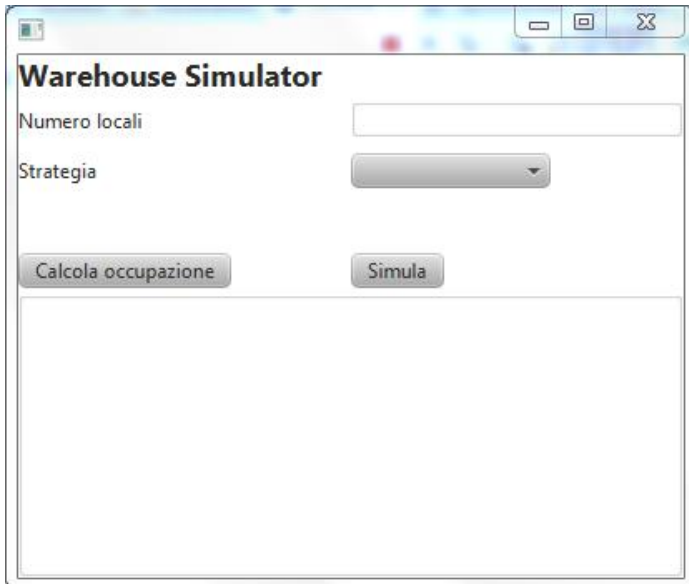 Warehouse Simulator
Numero locali
Strategia
Calcola occupazione Simula